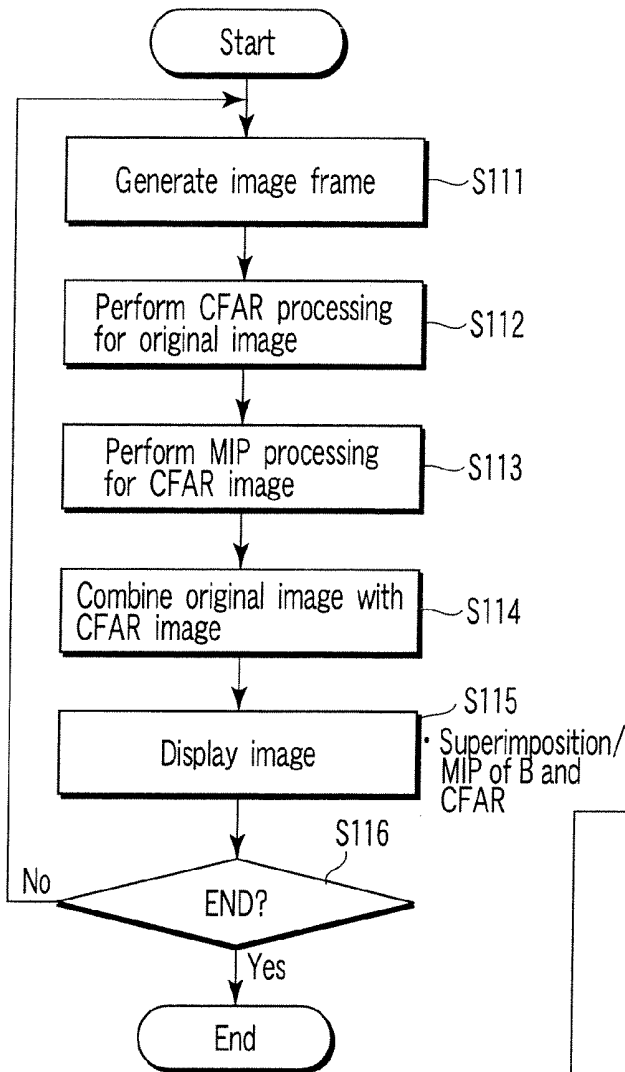 Start
Generate image frame
S111
Perform CFAR processing
for original image
S112
Perform MIP processing
for CFAR image
S113
Combine original image with
CFAR image
S114
S115
Display image
· Superimposition/
MIP of B and
CFAR
S116
No
END?
Yes
End